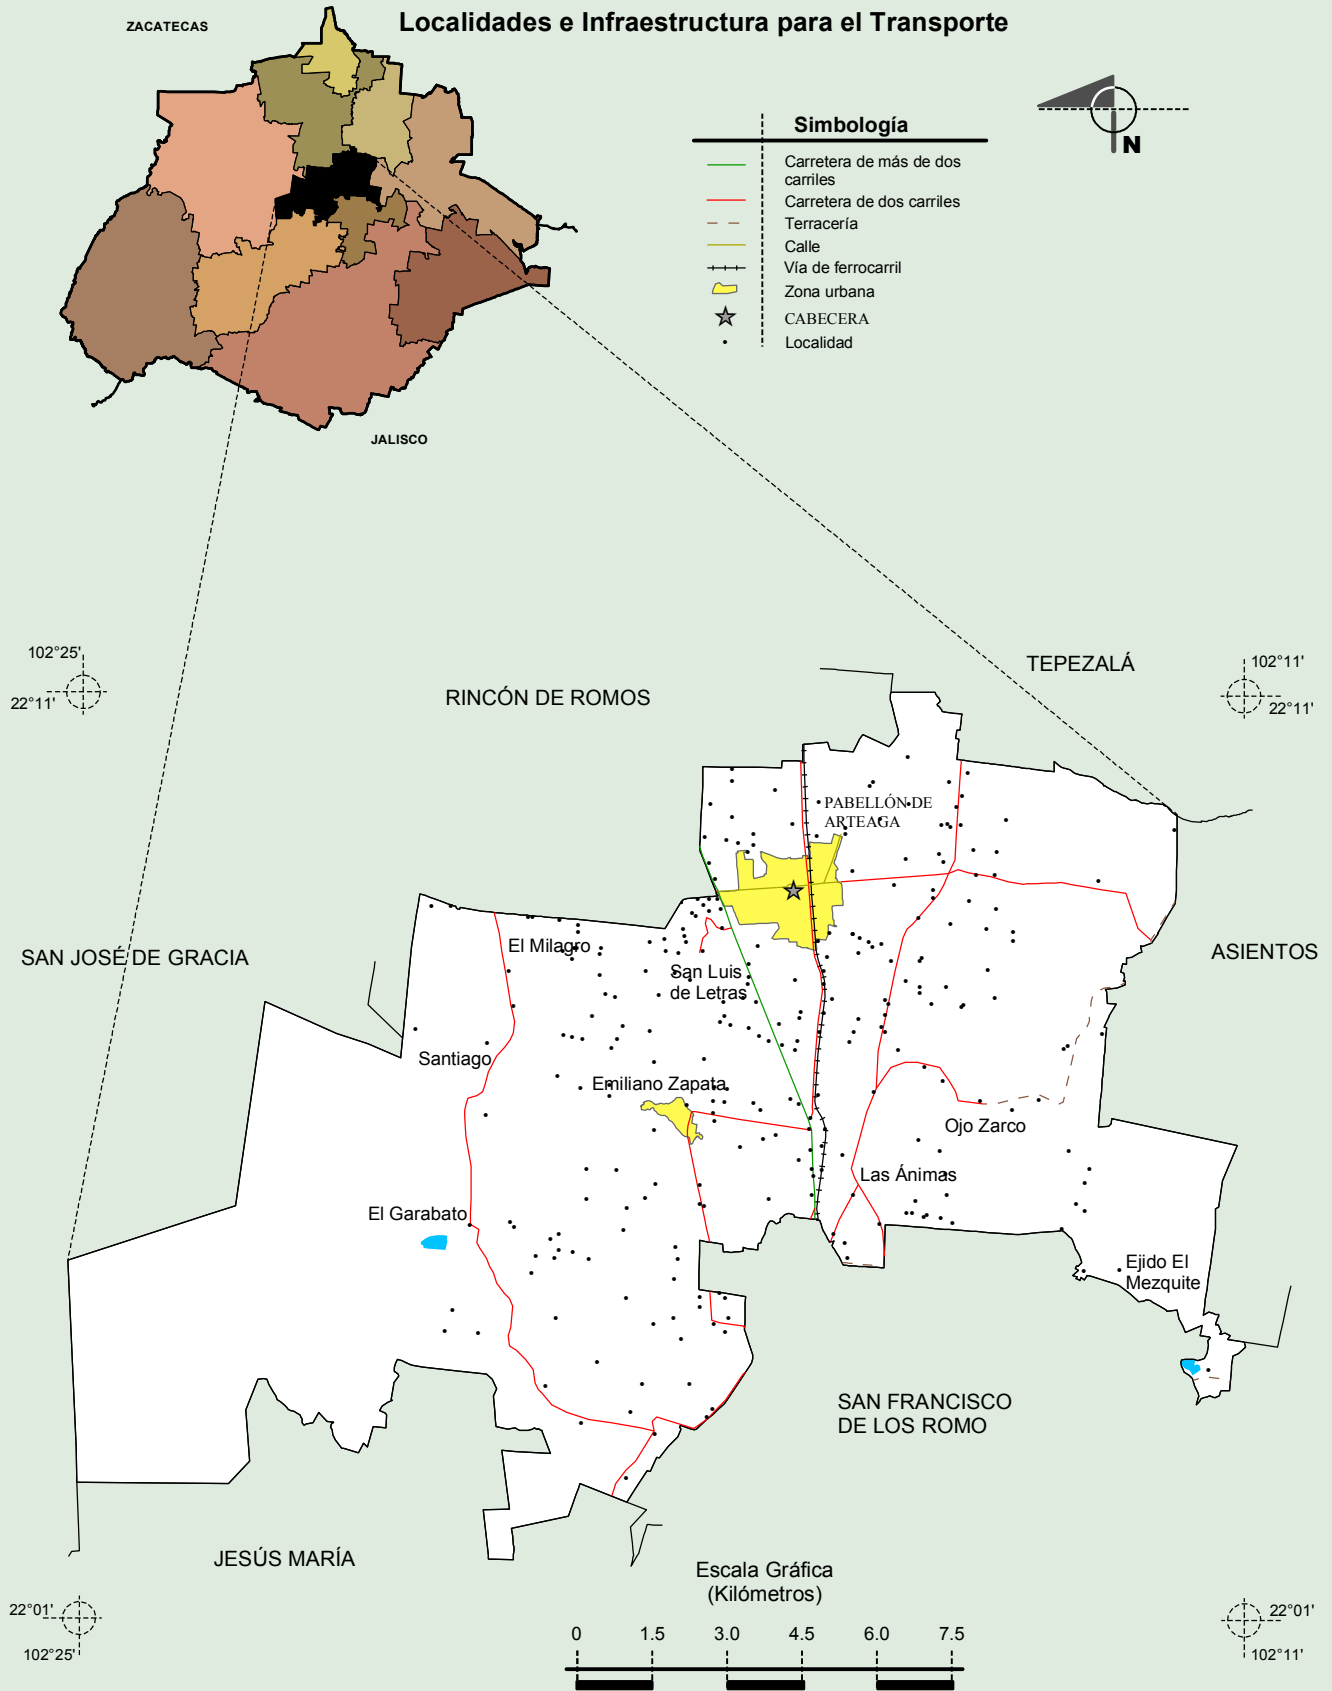 Localidades e Infraestructura para el Transporte
ZACATECAS
JALISCO
N
Simbología
Carretera de más de dos
carriles
Carretera de dos carriles
Terracería
Calle
Vía de ferrocarril
Zona urbana
CABECERA
Localidad
102°25'
22°11'
102°11'
22°11'
TEPEZALÁ
RINCÓN DE ROMOS
PABELLÓN DE
ARTEAGA
SAN JOSÉ DE GRACIA
El Milagro
San Luis
de Letras
ASIENTOS
Santiago
Emiliano Zapata
Ojo Zarco
Las Ánimas
El Garabato
Ejido El
Mezquite
SAN FRANCISCO
DE LOS ROMO
JESÚS MARÍA
Escala Gráfica
(Kilómetros)
0 1.5 3.0 4.5 6.0 7.5
22°01'
102°25'
22°01'
102°11'